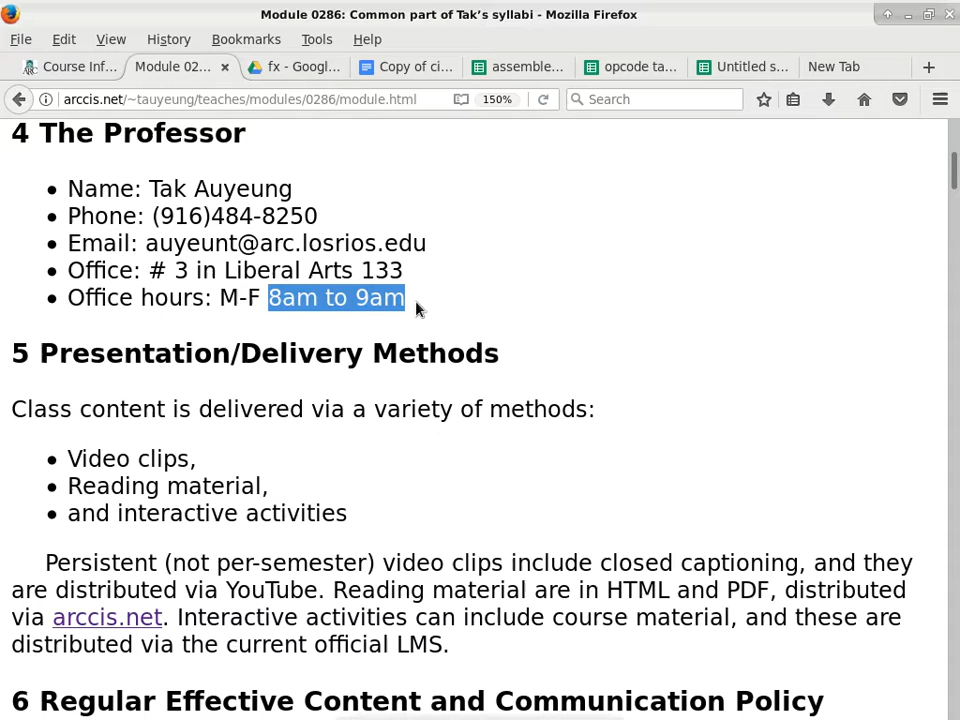 Module 0286: Common part of Tak's syllabi - Mozilla Firefox
File Edit View History Bookmarks Tools Help
Course Inf... Module 02... × fx - Googl... Copy of ci... assemble... opcode ta... Untitled s... New Tab +
arccis.net/~tauyeung/teaches/modules/0286/module.html 150% Search
4 The Professor
• Name: Tak Auyeung
• Phone: (916)484-8250
• Email: auyeunt@arc.losrios.edu
• Office: # 3 in Liberal Arts 133
• Office hours: M-F 8am to 9am
5 Presentation/Delivery Methods
Class content is delivered via a variety of methods:
• Video clips,
• Reading material,
• and interactive activities
Persistent (not per-semester) video clips include closed captioning, and they
are distributed via YouTube. Reading material are in HTML and PDF, distributed
via arccis.net. Interactive activities can include course material, and these are
distributed via the current official LMS.
6 Regular Effective Content and Communication Policy